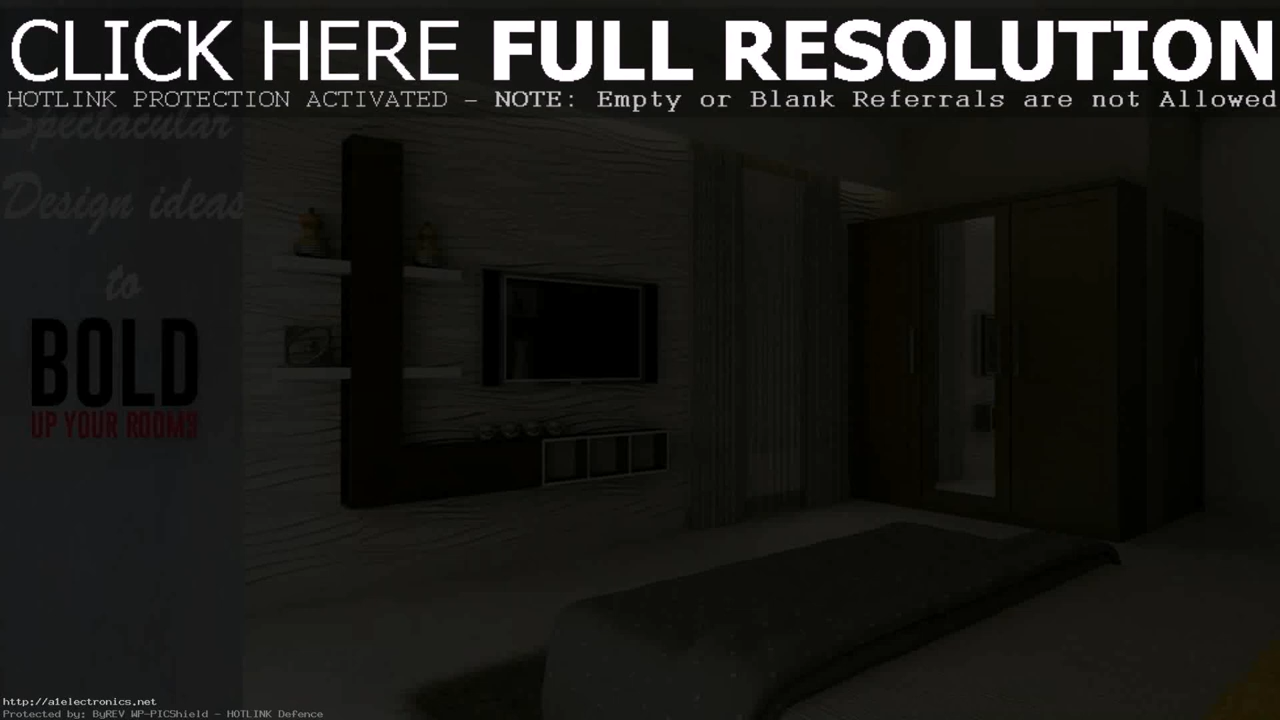 CLICK HERE FULL RESOLUTION
HOTLINK PROTECTION ACTIVATED – NOTE: Empty or Blank Referrals are not Allowed
Spectacular
Design ideas
to
BOLD
UP YOUR ROOMS
http://a1electronics.net
Protected by: ByREV WP-PICShield - HOTLINK Defence